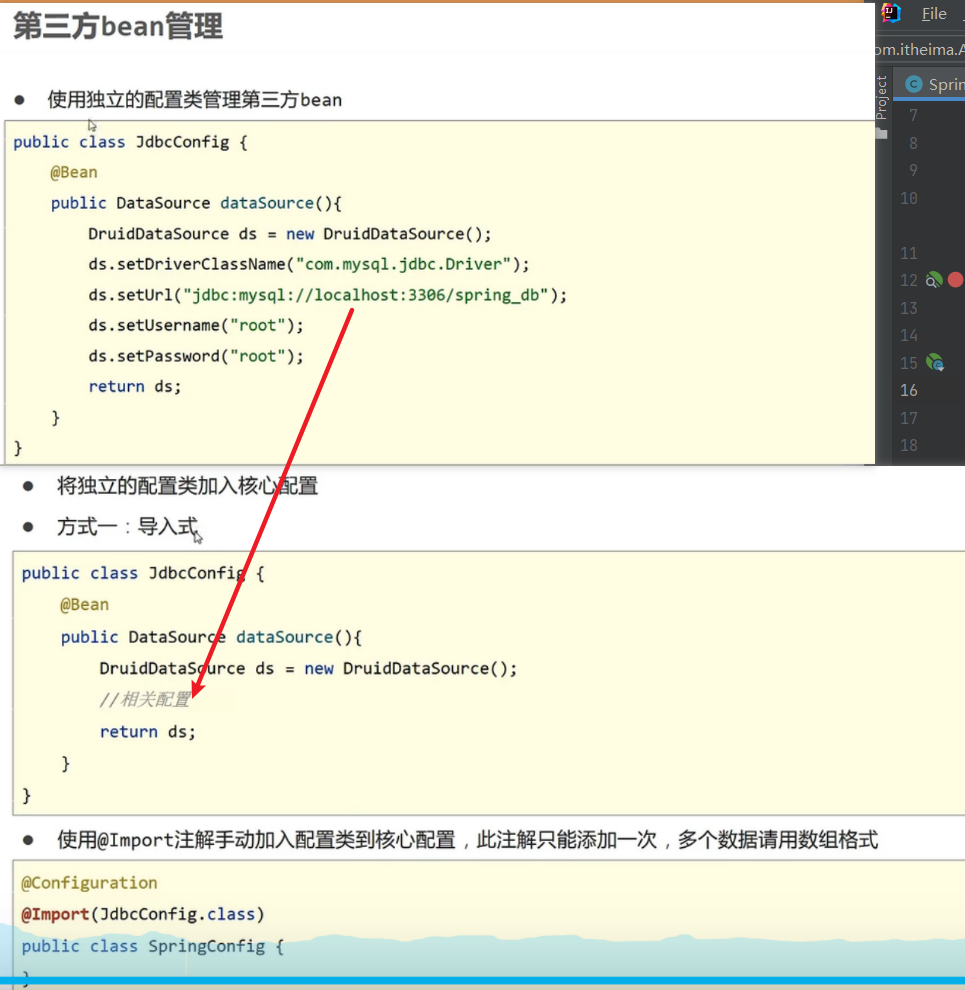 第三方bean管理
File
om.itheima.A
Sprin
Project
7
8
9
10
11
12
13
14
15
16
17
18
使用独立的配置类管理第三方bean
public class JdbcConfig {
@Bean
public DataSource dataSource(){
DruidDataSource ds = new DruidDataSource();
ds.setDriverClassName("com.mysql.jdbc.Driver");
ds.setUrl("jdbc:mysql://localhost:3306/spring_db");
ds.setUsername("root");
ds.setPassword("root");
return ds;
}
}
将独立的配置类加入核心配置
方式一：导入式
public class JdbcConfig {
@Bean
public DataSource dataSource(){
DruidDataSource ds = new DruidDataSource();
//相关配置
return ds;
}
}
使用@Import注解手动加入配置类到核心配置，此注解只能添加一次，多个数据请用数组格式
@Configuration
@Import(JdbcConfig.class)
public class SpringConfig {
}